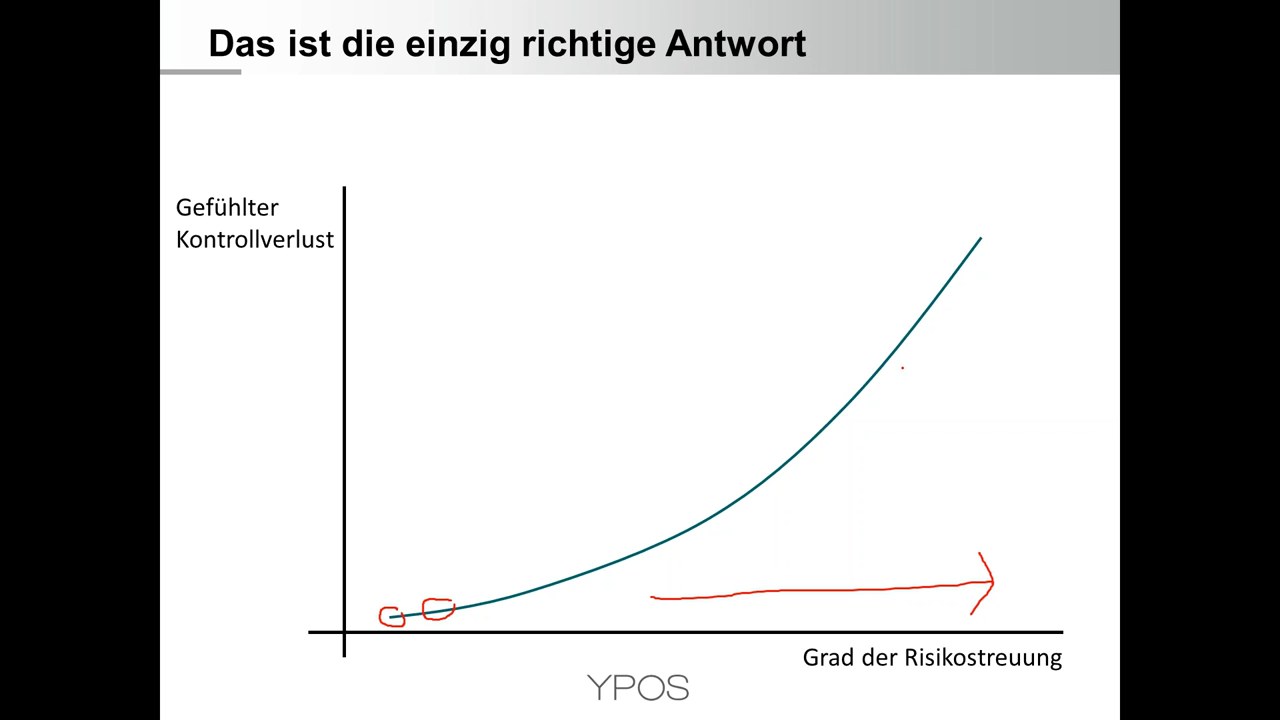 Das ist die einzig richtige Antwort
Gefühlter
Kontrollverlust
Grad der Risikostreuung
YPOS